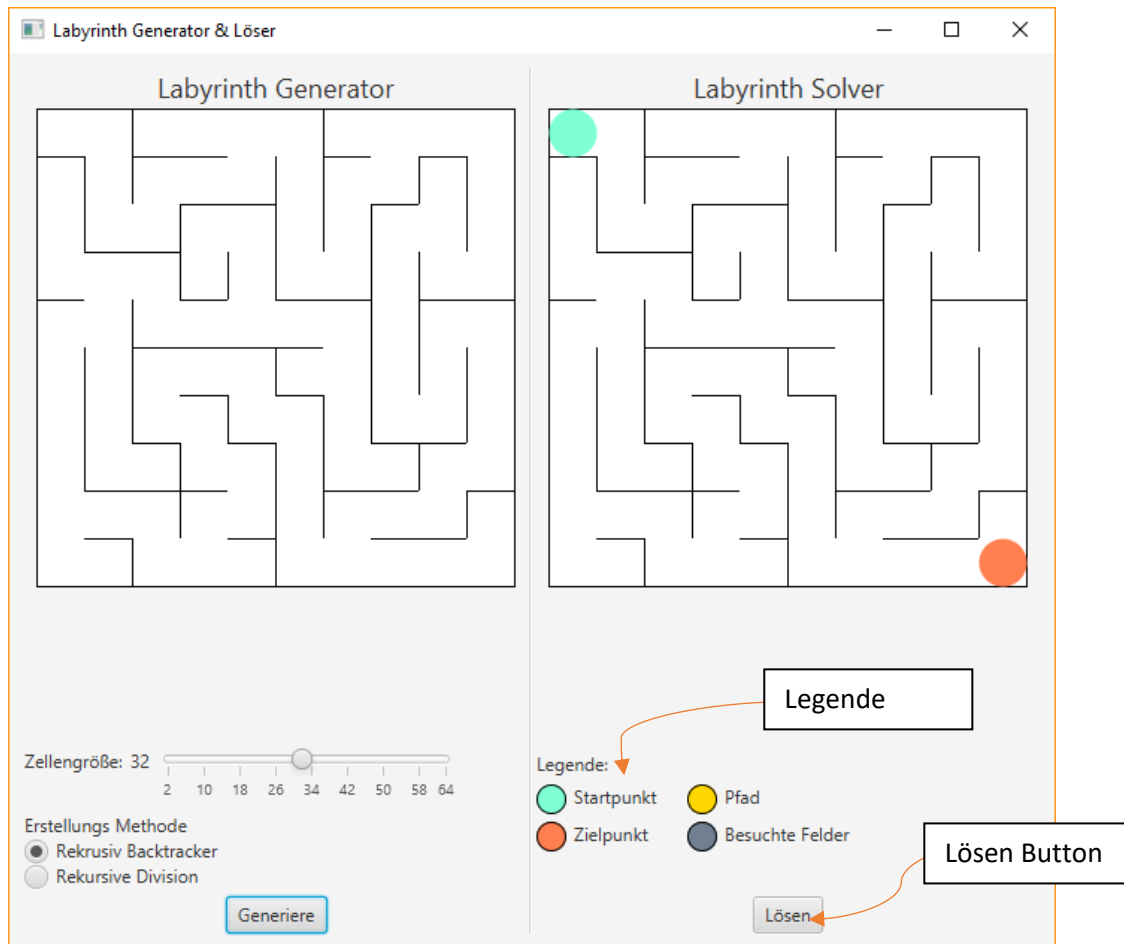 Labyrinth Generator & Löser
Labyrinth Generator
Labyrinth Solver
Legende
Zellengröße: 32
2 10 18 26 34 42 50 58 64
Erstellungs Methode
Rekrusiv Backtracker
Rekursive Division
Generiere
Legende:
Startpunkt
Pfad
Zielpunkt
Besuchte Felder
Lösen Button
Lösen